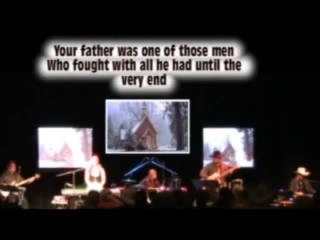 Your father was one of those men
Who fought with all he had until the
very end